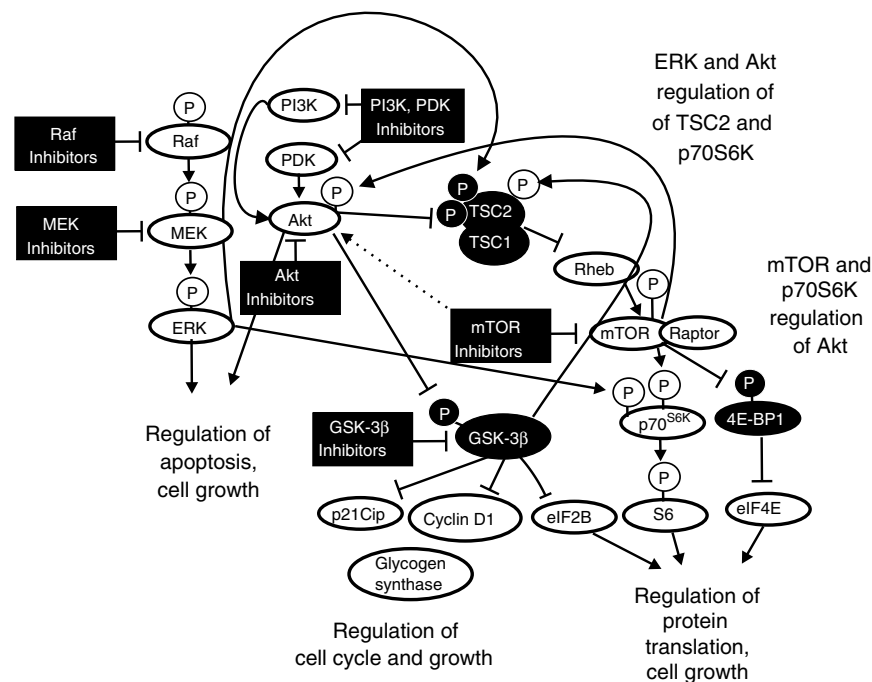 ERK and Akt
regulation of
of TSC2 and
p70S6K
P
PI3K
PI3K, PDK
Inhibitors
Raf
Inhibitors
Raf
PDK
P
P
P
P
MEK
Inhibitors
MEK
Akt
P
TSC2
TSC1
Akt
Inhibitors
Rheb
P
mTOR and
p70S6K
regulation
of Akt
P
ERK
mTOR
Inhibitors
mTOR
Raptor
P
P
P
P
GSK-3β
Inhibitors
GSK-3β
p70S6K
4E-BP1
Regulation of
apoptosis,
cell growth
P
p21Cip
Cyclin D1
eIF2B
S6
eIF4E
Glycogen
synthase
Regulation of
cell cycle and growth
Regulation of
protein
translation,
cell growth